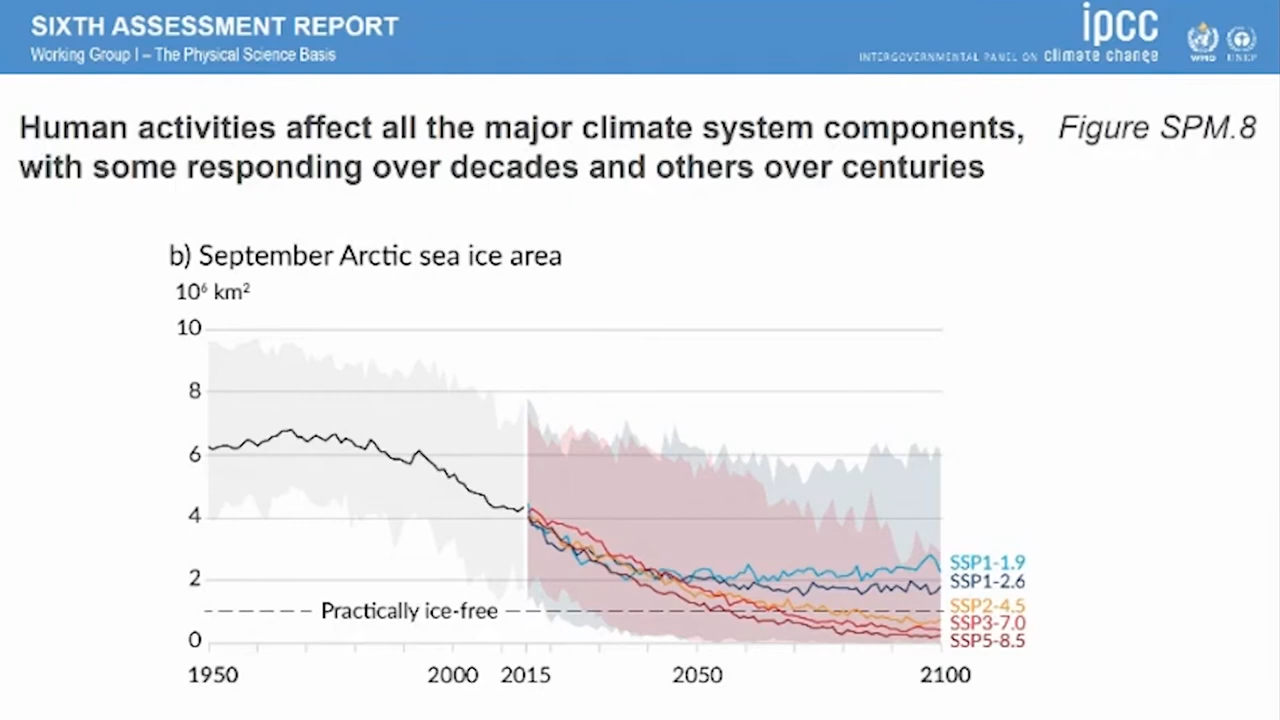 SIXTH ASSESSMENT REPORT
Working Group I – The Physical Science Basis
ipcc
INTERGOVERNMENTAL PANEL ON climate change
WMO
UNEP
Human activities affect all the major climate system components,
with some responding over decades and others over centuries
Figure SPM.8
b) September Arctic sea ice area
10⁶ km²
10
8
6
4
2
0
Practically ice-free
SSP1-1.9
SSP1-2.6
SSP2-4.5
SSP3-7.0
SSP5-8.5
1950
2000
2015
2050
2100